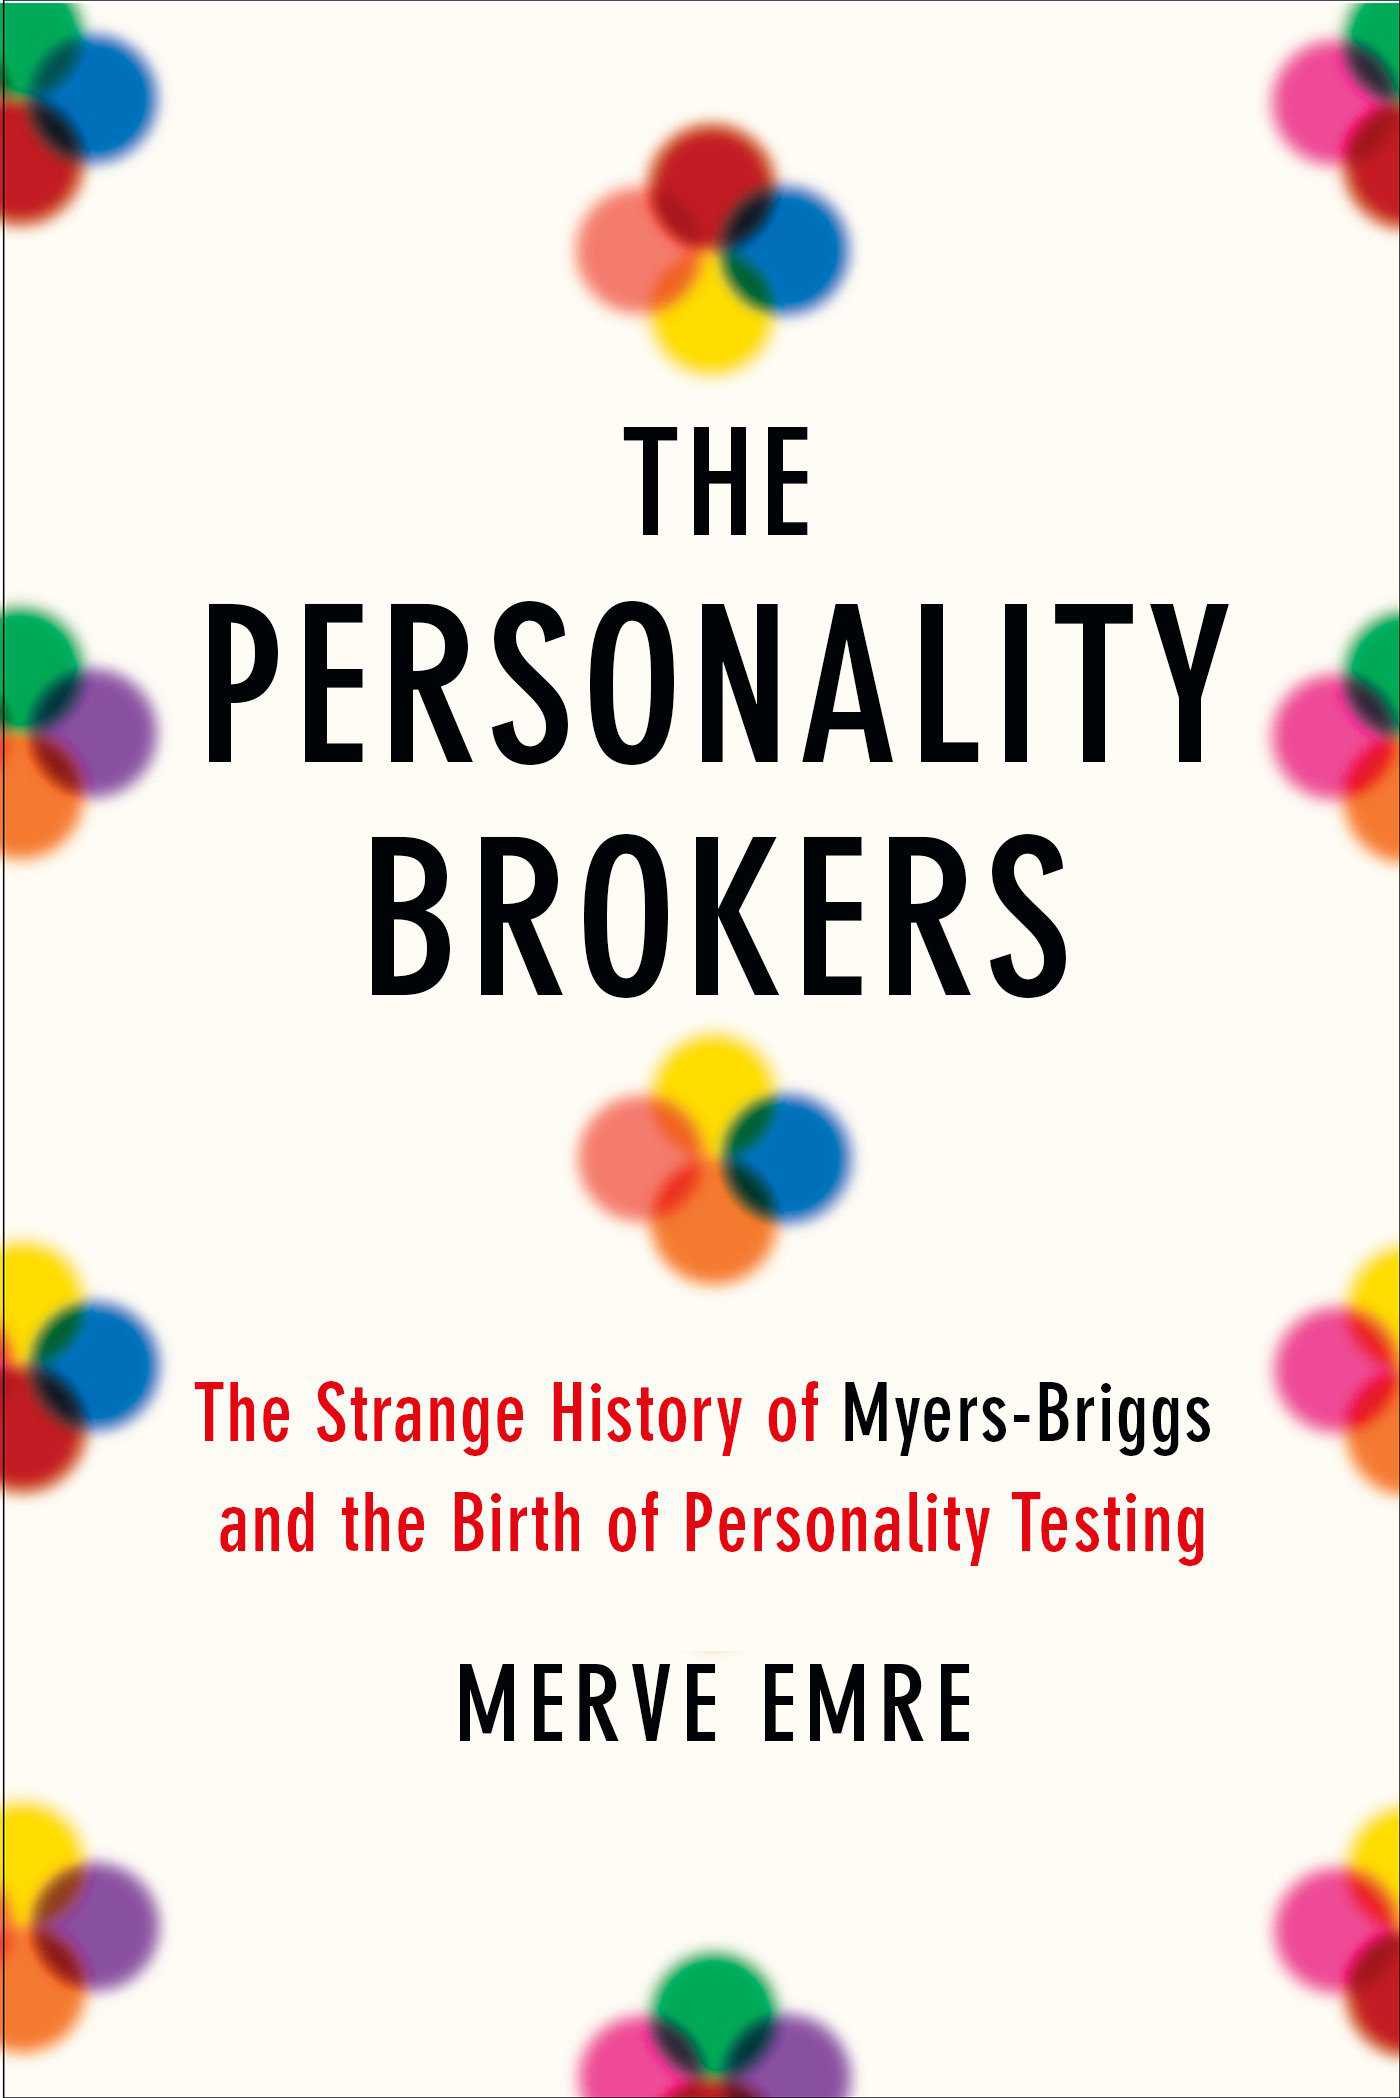 THE
PERSONALITY
BROKERS
The Strange History of Myers-Briggs
and the Birth of Personality Testing
MERVE EMRE